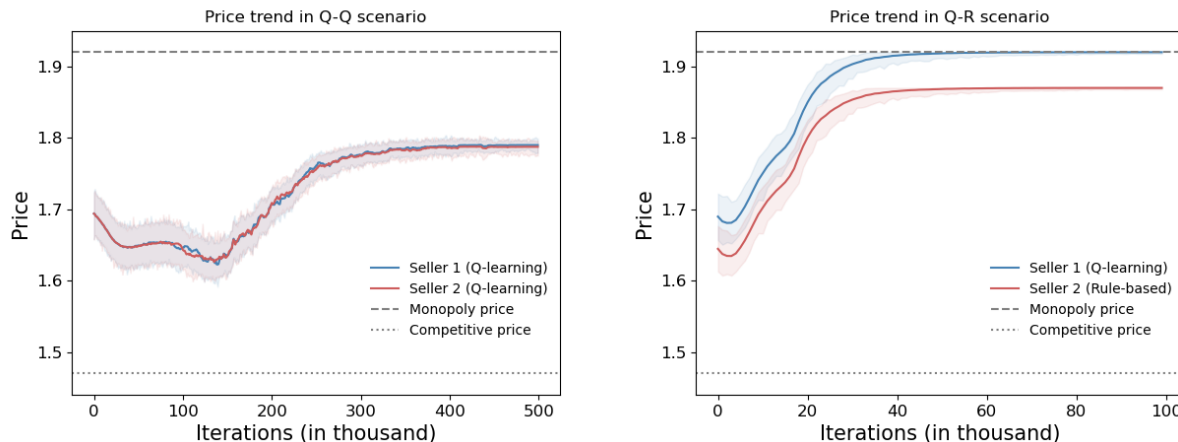 Price trend in Q-Q scenario
Price
1.9
1.8
1.7
1.6
1.5
Seller 1 (Q-learning)
Seller 2 (Q-learning)
Monopoly price
Competitive price
0 100 200 300 400 500
Iterations (in thousand)
Price trend in Q-R scenario
Price
1.9
1.8
1.7
1.6
1.5
Seller 1 (Q-learning)
Seller 2 (Rule-based)
Monopoly price
Competitive price
0 20 40 60 80 100
Iterations (in thousand)